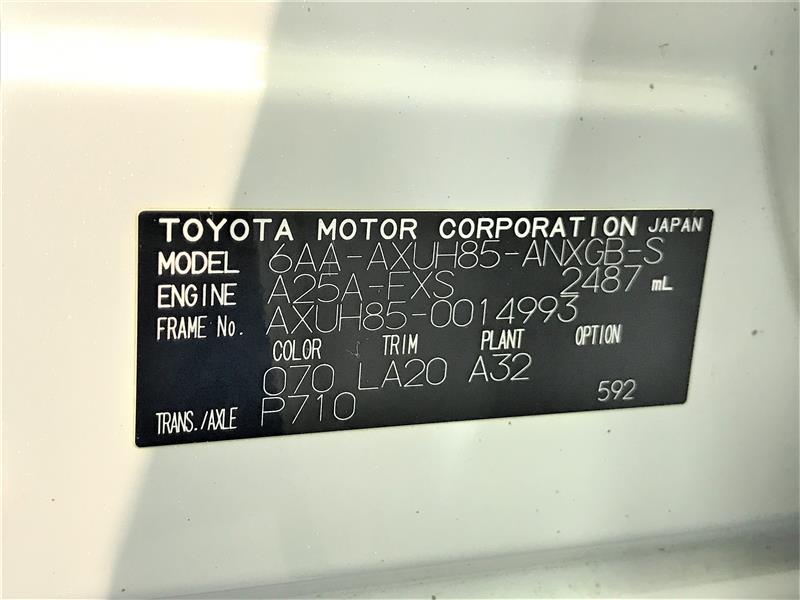 TOYOTA MOTOR CORPORATION JAPAN
MODEL 6AA-AXUH85-ANXGB-S
ENGINE A25A-FXS 2487 mL
FRAME No. AXUH85-0014993
COLOR TRIM PLANT OPTION
070 LA20 A32
TRANS./AXLE P710 592